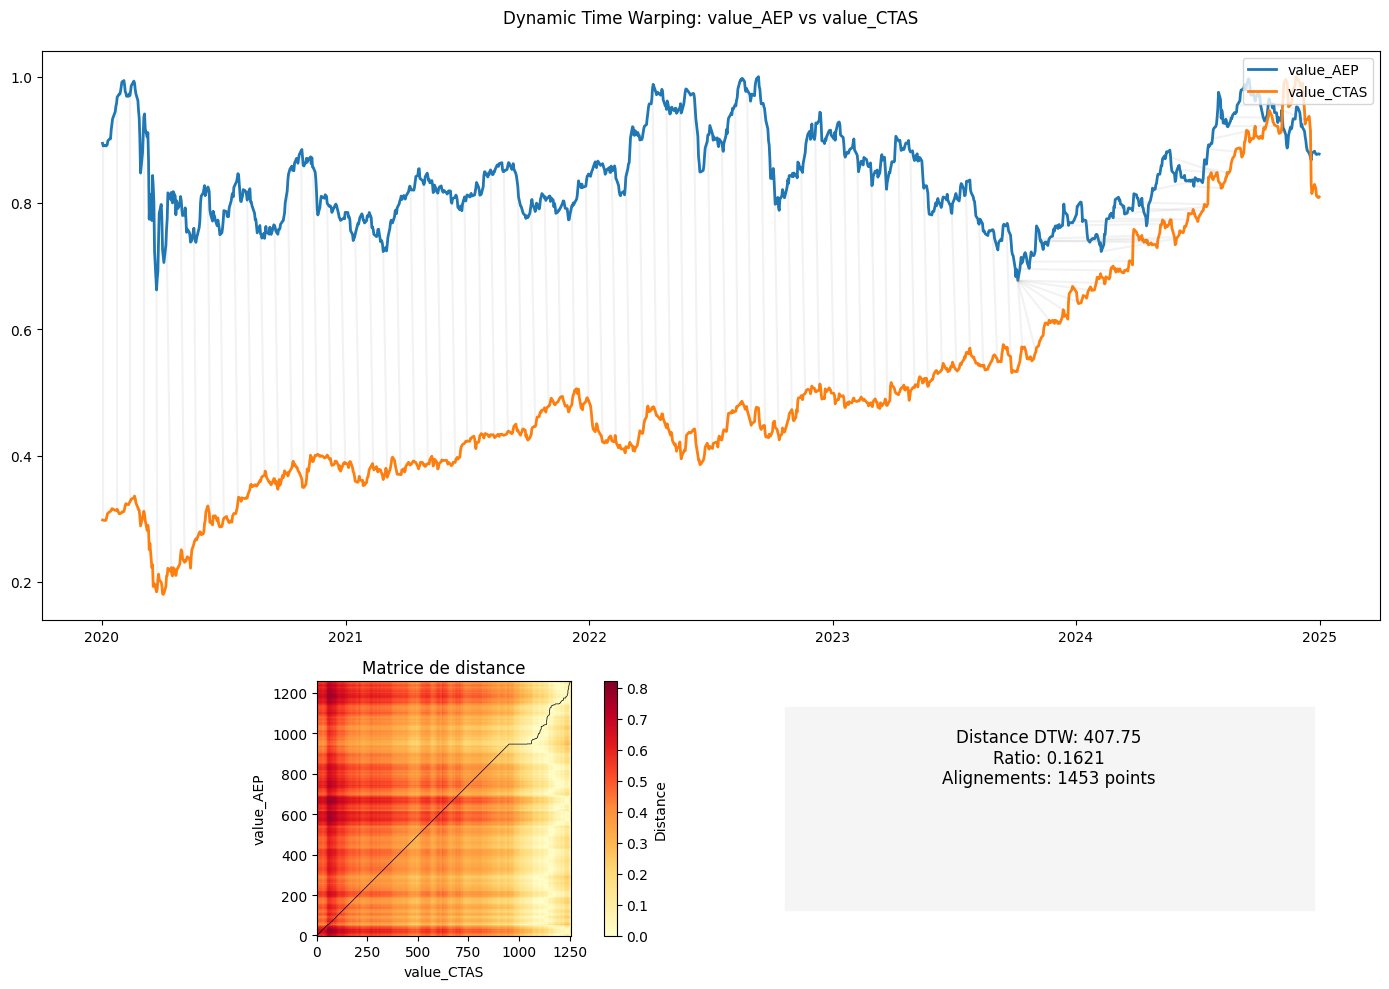 Dynamic Time Warping: value_AEP vs value_CTAS
value_AEP
value_CTAS
1.0
0.8
0.6
0.4
0.2
2020 2021 2022 2023 2024 2025
Matrice de distance
value_AEP
1200
1000
800
600
400
200
0
0 250 500 750 1000 1250
value_CTAS
0.8
0.7
0.6
0.5
0.4
0.3
0.2
0.1
0.0
Distance
Distance DTW: 407.75
Ratio: 0.1621
Alignements: 1453 points